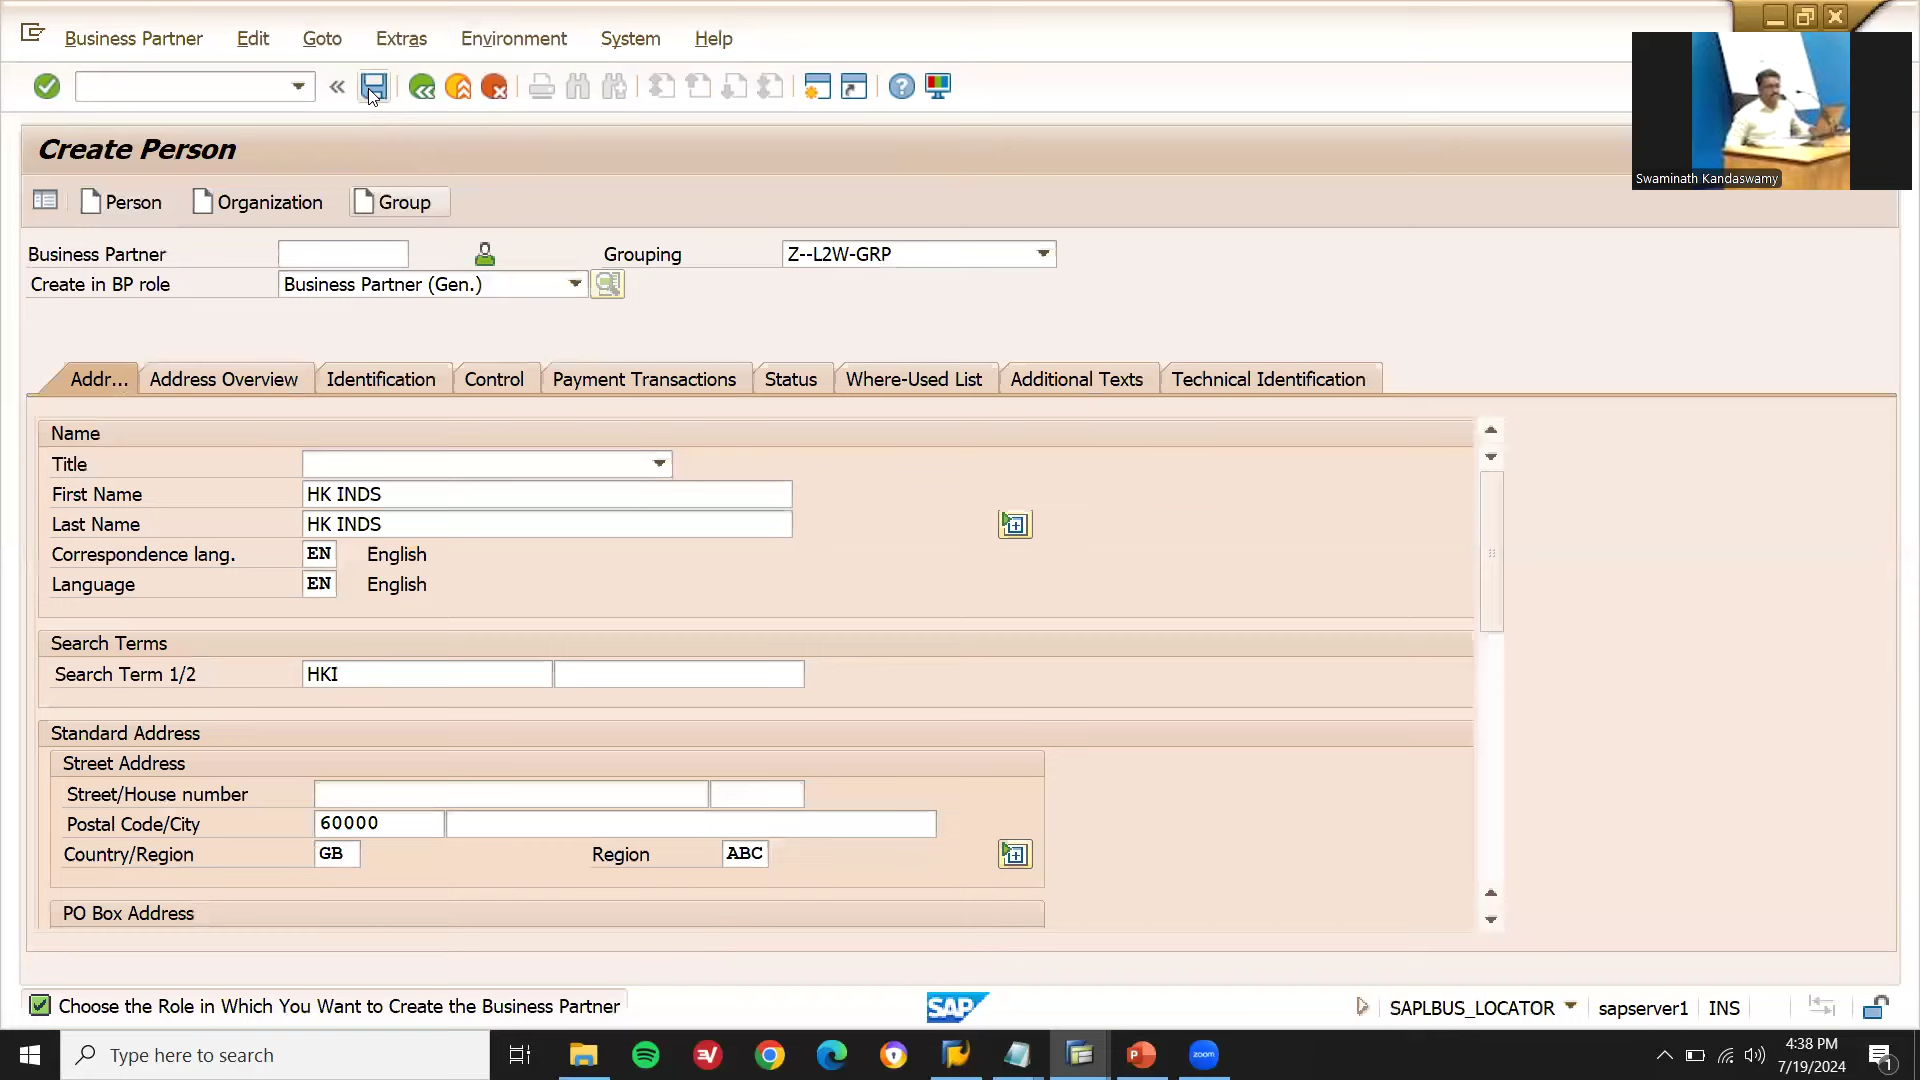 Business Partner Edit Goto Extras Environment System Help
Swaminath Kandaswamy
Create Person
Person Organization Group
Business Partner Grouping Z--L2W-GRP
Create in BP role Business Partner (Gen.)
Addr... Address Overview Identification Control Payment Transactions Status Where-Used List Additional Texts Technical Identification
Name
Title
First Name HK INDS
Last Name HK INDS
Correspondence lang. EN English
Language EN English
Search Terms
Search Term 1/2 HKI
Standard Address
Street Address
Street/House number
Postal Code/City 60000
Country/Region GB Region ABC
PO Box Address
Choose the Role in Which You Want to Create the Business Partner SAP SAPLBUS_LOCATOR sapserver1 INS
Type here to search zoom 4:38 PM
7/19/2024 1